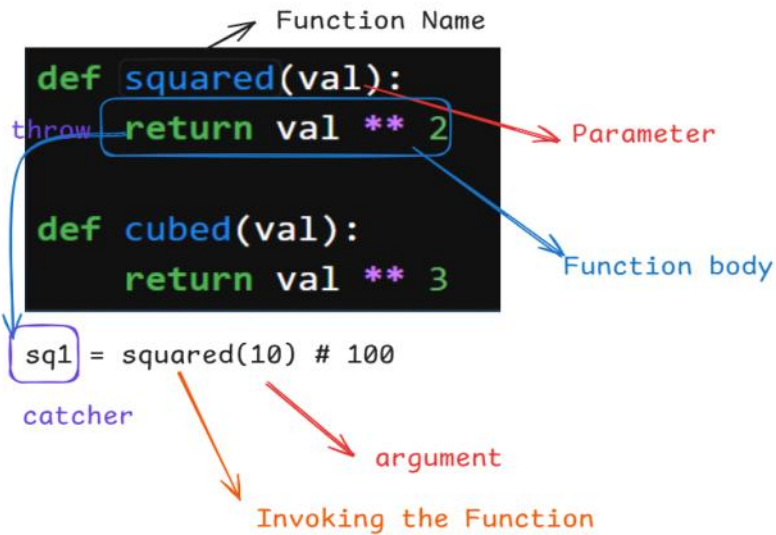 Function Name
def squared(val):
throw return val ** 2
Parameter
def cubed(val):
Function body
return val ** 3
sq1 = squared(10) # 100
catcher
argument
Invoking the Function